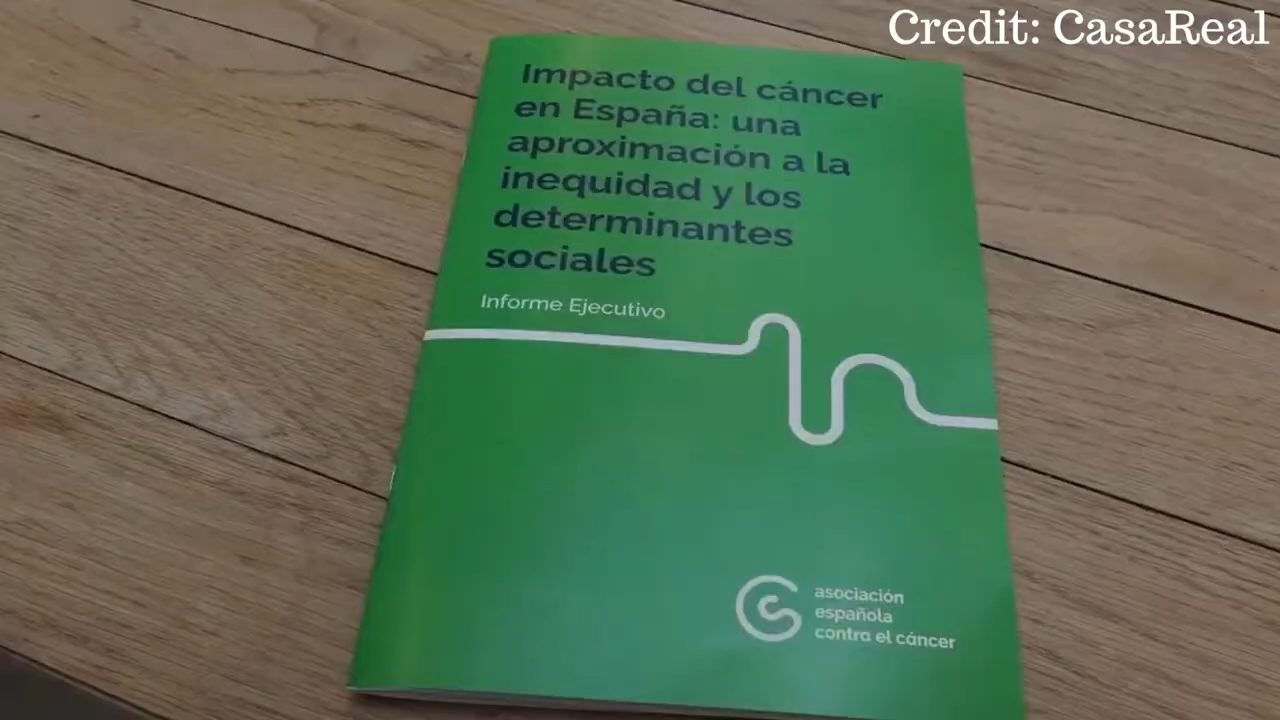 Credit: CasaReal
Impacto del cáncer
en España: una
aproximación a la
inequidad y los
determinantes
sociales
Informe Ejecutivo
asociación
española
contra el cáncer